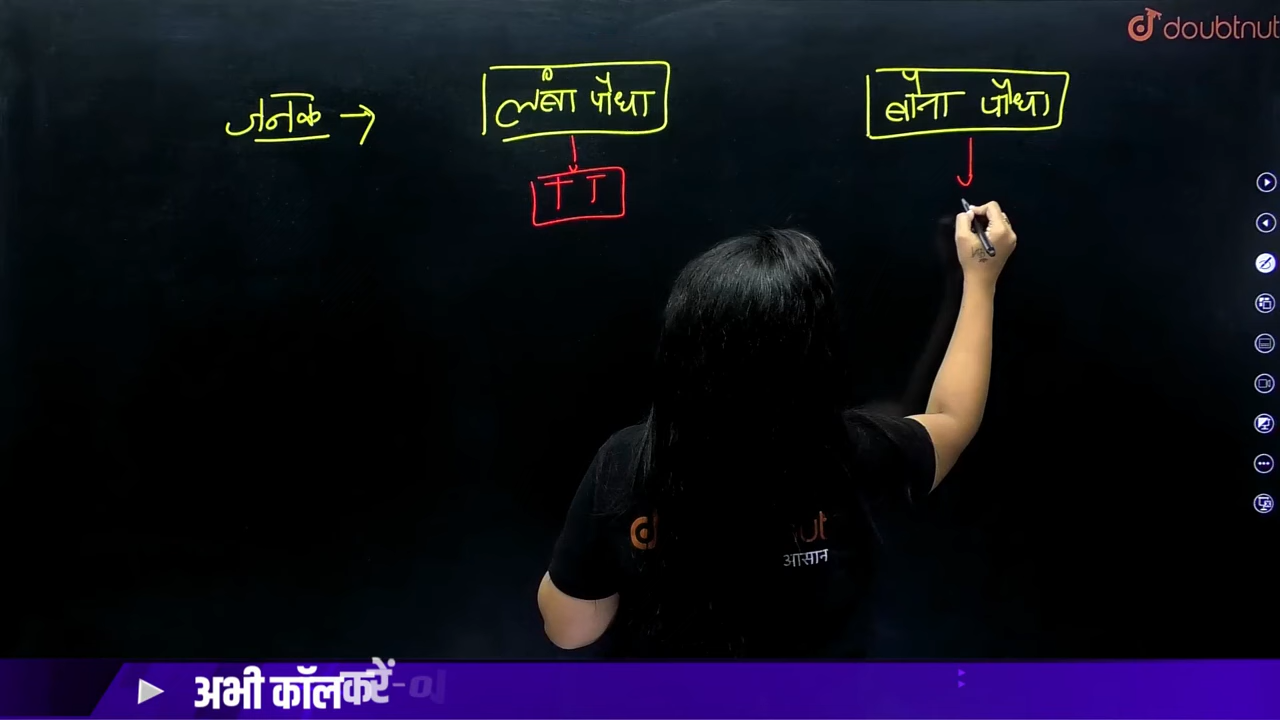 doubtnut
जनक → लंबा पौधा बौना पौधा
TT
आसान
अभी कॉल करें-